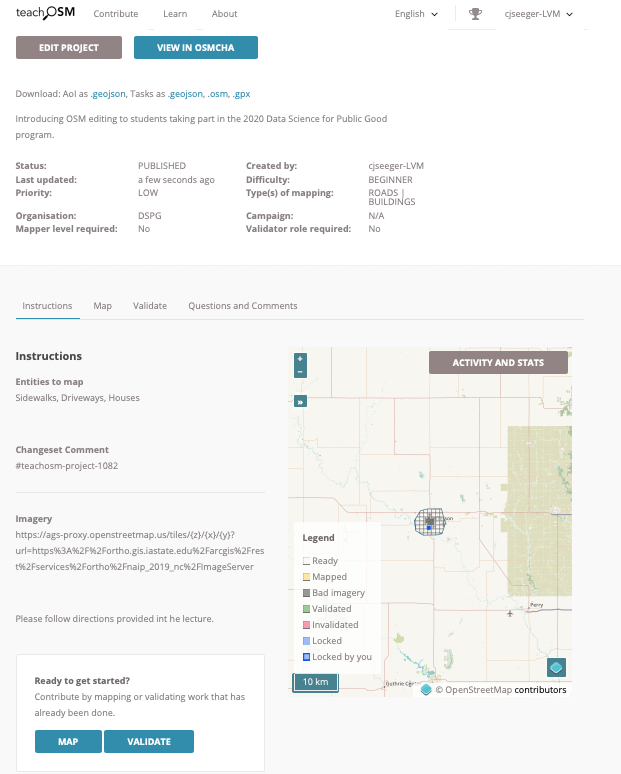 teachOSM Contribute Learn About English cjseeger-LVM
EDIT PROJECT VIEW IN OSMCHA
Download: AoI as .geojson, Tasks as .geojson, .osm, .gpx
Introducing OSM editing to students taking part in the 2020 Data Science for Public Good
program.
Status: PUBLISHED Created by: cjseeger-LVM
Last updated: a few seconds ago Difficulty: BEGINNER
Priority: LOW Type(s) of mapping: ROADS |
BUILDINGS
Organisation: DSPG Campaign: N/A
Mapper level required: No Validator role required: No
Instructions Map Validate Questions and Comments
Instructions
Entities to map
Sidewalks, Driveways, Houses
Changeset Comment
#teachosm-project-1082
Imagery
https://ags-proxy.openstreetmap.us/tiles/{z}/{x}/{y}?
url=https%3A%2F%2Fortho.gis.iastate.edu%2Farcgis%2Fres
t%2Fservices%2Fortho%2Fnaip_2019_nc%2FImageServer
Please follow directions provided int he lecture.
Ready to get started?
Contribute by mapping or validating work that has
already been done.
MAP VALIDATE
+
−
»
ACTIVITY AND STATS
Perry
Legend
Ready
Mapped
Bad imagery
Validated
Invalidated
Locked
Locked by you
10 km
Guthrie
© OpenStreetMap contributors